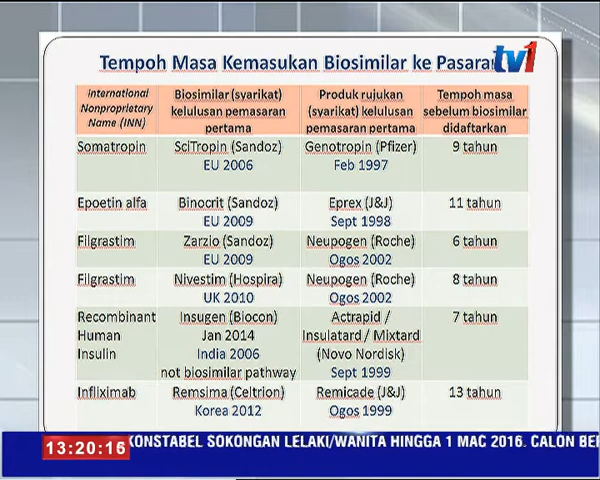 Tempoh Masa Kemasukan Biosimilar ke Pasaran
tv1
International Nonproprietary Name (INN)
Biosimilar (syarikat) kelulusan pemasaran pertama
Produk rujukan (syarikat) kelulusan pemasaran pertama
Tempoh masa sebelum biosimilar didaftarkan
Somatropin
SciTropin (Sandoz)
EU 2006
Genotropin (Pfizer)
Feb 1997
9 tahun
Epoetin alfa
Binocrit (Sandoz)
EU 2009
Eprex (J&J)
Sept 1998
11 tahun
Filgrastim
Zarzio (Sandoz)
EU 2009
Neupogen (Roche)
Ogos 2002
6 tahun
Filgrastim
Nivestim (Hospira)
UK 2010
Neupogen (Roche)
Ogos 2002
8 tahun
Recombinant
Human
Insulin
Insugen (Biocon)
Jan 2014
India 2006
not biosimilar pathway
Actrapid /
Insulatard / Mixtard
(Novo Nordisk)
Sept 1999
7 tahun
Infliximab
Remsima (Celtrion)
Korea 2012
Remicade (J&J)
Ogos 1999
13 tahun
13:20:16
KONSTABEL SOKONGAN LELAKI/WANITA HINGGA 1 MAC 2016. CALON BER